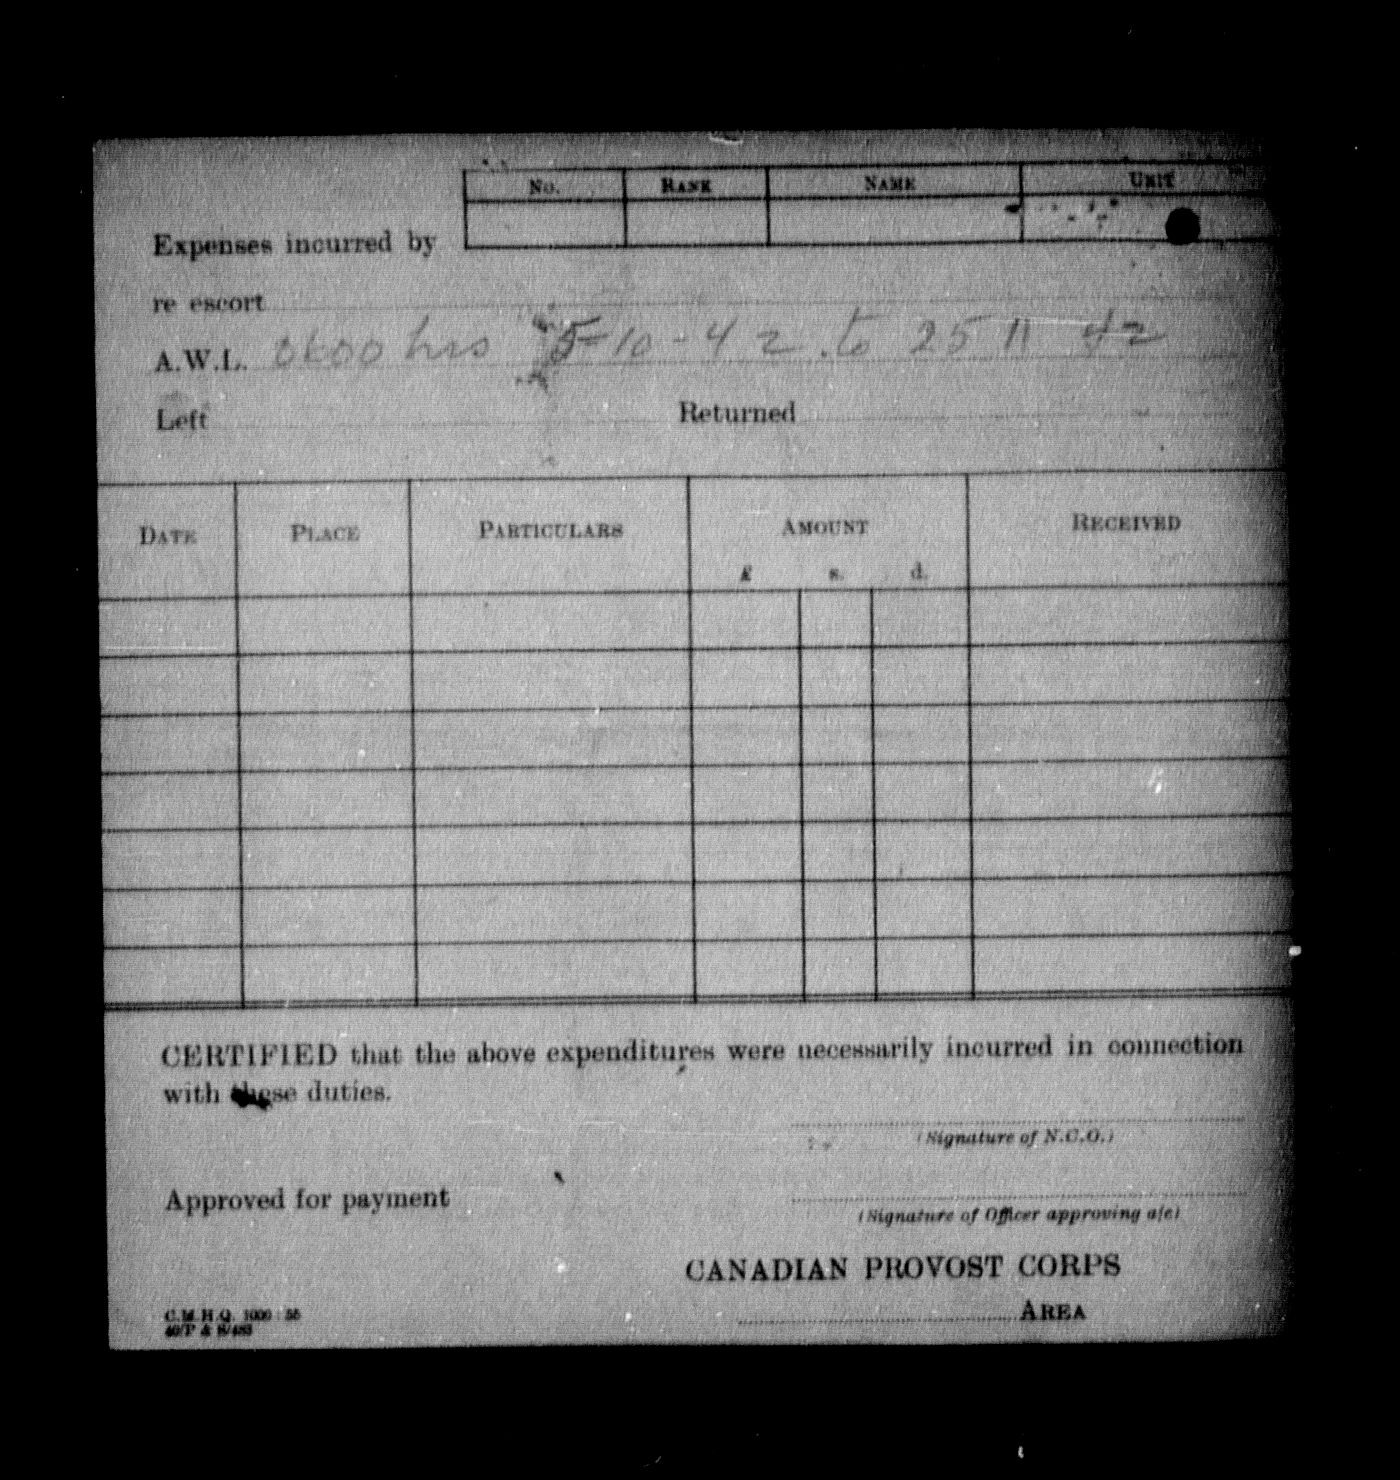 No. RANK NAME UNIT
Expenses incurred by
re escort
A.W.L. 0600 hrs 5-10-42 .to 25 11 42
Left Returned
DATE PLACE PARTICULARS AMOUNT RECEIVED
£ s. d.
CERTIFIED that the above expenditures were necessarily incurred in connection
with these duties.
(Signature of N.C.O.)
Approved for payment
(Signature of Officer approving a/c)
CANADIAN PROVOST CORPS
AREA
C.M.H.Q. 1000